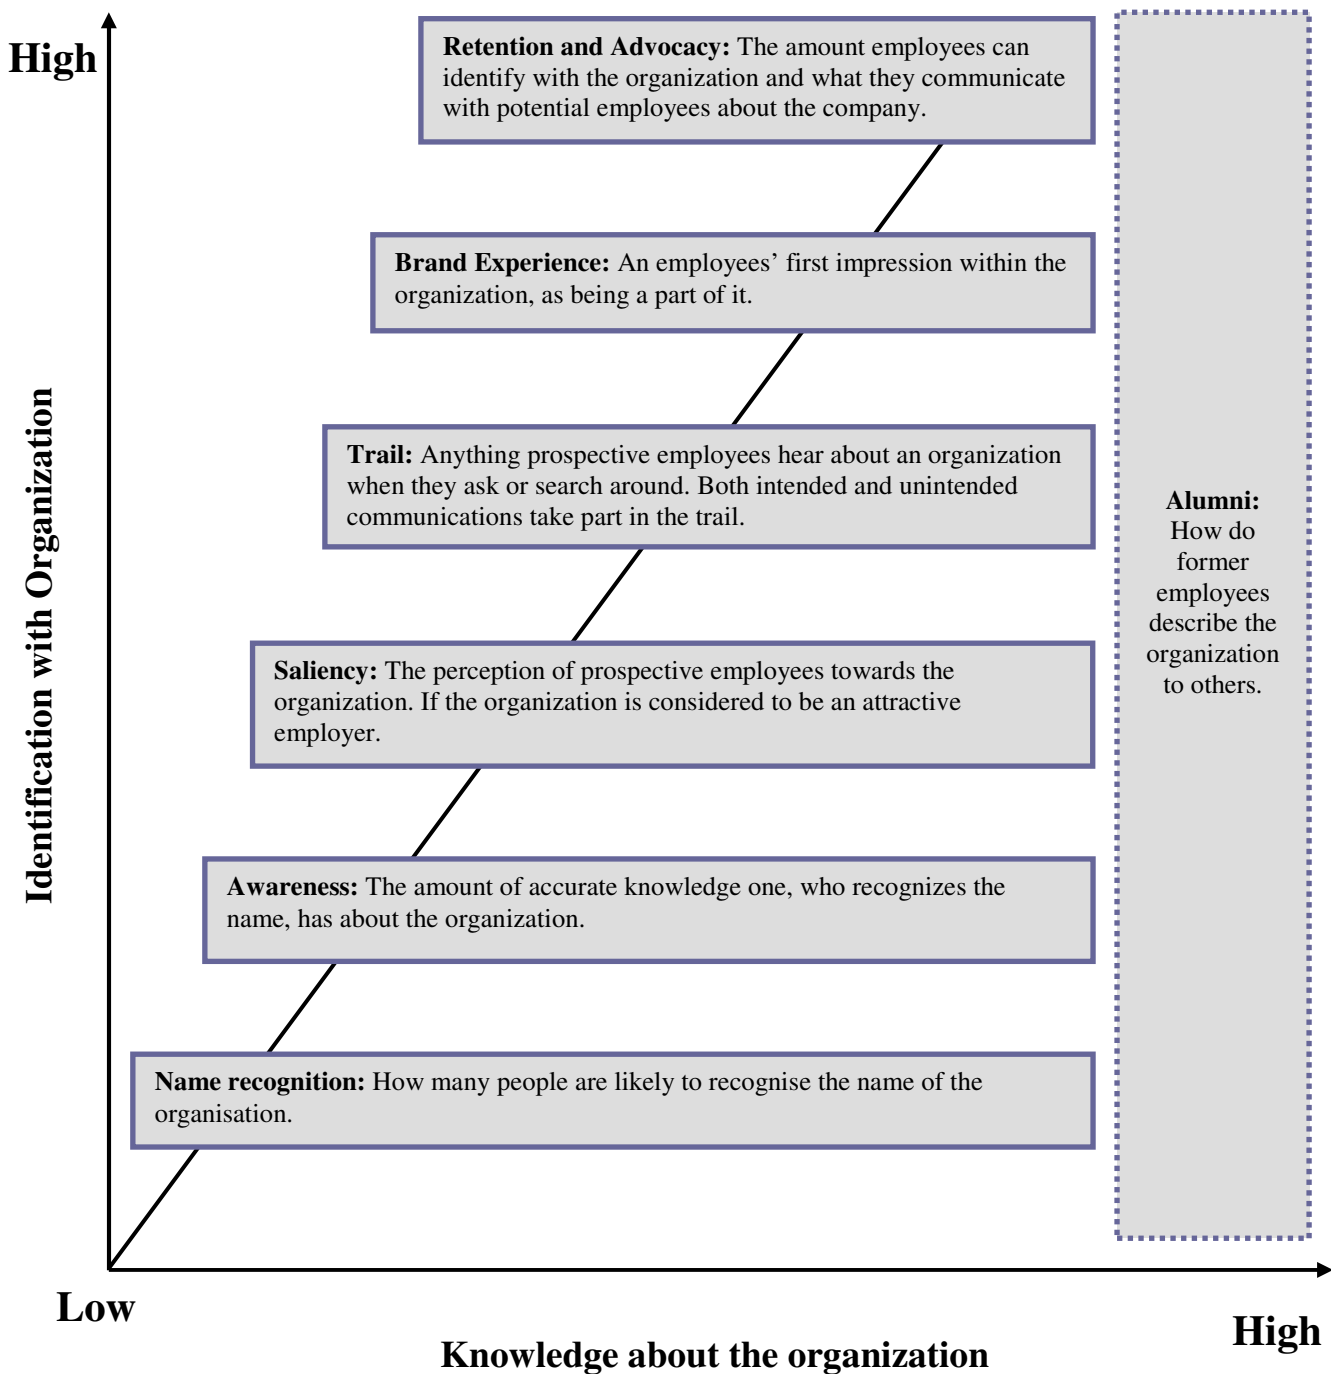 High
Retention and Advocacy: The amount employees can
identify with the organization and what they communicate
with potential employees about the company.
Brand Experience: An employees’ first impression within the
organization, as being a part of it.
Trail: Anything prospective employees hear about an organization
when they ask or search around. Both intended and unintended
communications take part in the trail.
Saliency: The perception of prospective employees towards the
organization. If the organization is considered to be an attractive
employer.
Awareness: The amount of accurate knowledge one, who recognizes the
name, has about the organization.
Name recognition: How many people are likely to recognise the name of the
organisation.
Alumni:
How do
former
employees
describe the
organization
to others.
Identification with Organization
Low
High
Knowledge about the organization